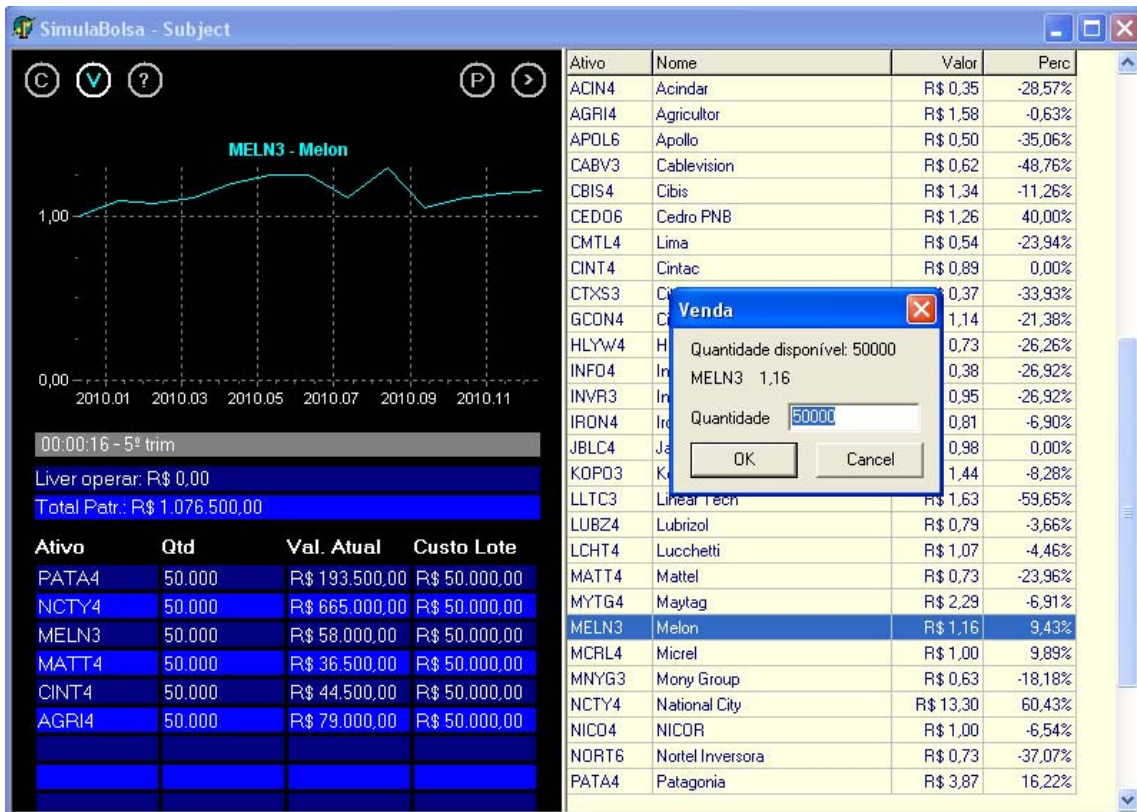 SimulaBolsa - Subject
C V ? P >
MELN3 - Melon
1,00
0,00
2010.01 2010.03 2010.05 2010.07 2010.09 2010.11
00:00:16 - 5º trim
Liver operar: R$ 0,00
Total Patr.: R$ 1.076.500,00
Ativo Qtd Val. Atual Custo Lote
PATA4 50.000 R$ 193.500,00 R$ 50.000,00
NCTY4 50.000 R$ 665.000,00 R$ 50.000,00
MELN3 50.000 R$ 58.000,00 R$ 50.000,00
MATT4 50.000 R$ 36.500,00 R$ 50.000,00
CINT4 50.000 R$ 44.500,00 R$ 50.000,00
AGRI4 50.000 R$ 79.000,00 R$ 50.000,00
Ativo Nome Valor Perc
ACIN4 Acindar R$ 0,35 -28,57%
AGRI4 Agricultor R$ 1,58 -0,63%
APOL6 Apollo R$ 0,50 -35,06%
CABV3 Cablevision R$ 0,62 -48,76%
CBIS4 Cibis R$ 1,34 -11,26%
CEDO6 Cedro PNB R$ 1,26 40,00%
CMTL4 Lima R$ 0,54 -23,94%
CINT4 Cintac R$ 0,89 0,00%
CTXS3 0,37 -33,93%
GCON4 1,14 -21,38%
HLYW4 0,73 -26,26%
INFO4 0,38 -26,92%
INVR3 0,95 -26,92%
IRON4 0,81 -6,90%
JBLC4 0,98 0,00%
KOPO3 1,44 -8,28%
LLTC3 Linear Tech R$ 1,63 -59,65%
LUBZ4 Lubrizol R$ 0,79 -3,66%
LCHT4 Lucchetti R$ 1,07 -4,46%
MATT4 Mattel R$ 0,73 -23,96%
MYTG4 Maytag R$ 2,29 -6,91%
MELN3 Melon R$ 1,16 9,43%
MCRL4 Micrel R$ 1,00 9,89%
MNYG3 Mony Group R$ 0,63 -18,18%
NCTY4 National City R$ 13,30 60,43%
NICO4 NICOR R$ 1,00 -6,54%
NORT6 Nortel Inversora R$ 0,73 -37,07%
PATA4 Patagonia R$ 3,87 16,22%
Venda
Quantidade disponível: 50000
MELN3 1,16
Quantidade 50000
OK Cancel